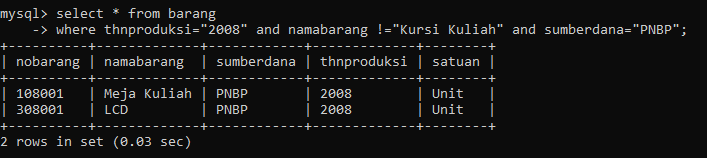 mysql> select * from barang
    -> where thnproduksi="2008" and namabarang !="Kursi Kuliah" and sumberdana="PNBP";
+----------+-------------+------------+-------------+--------+
| nobarang | namabarang  | sumberdana | thnproduksi | satuan |
+----------+-------------+------------+-------------+--------+
| 108001   | Meja Kuliah | PNBP       | 2008        | Unit   |
| 308001   | LCD         | PNBP       | 2008        | Unit   |
+----------+-------------+------------+-------------+--------+
2 rows in set (0.03 sec)